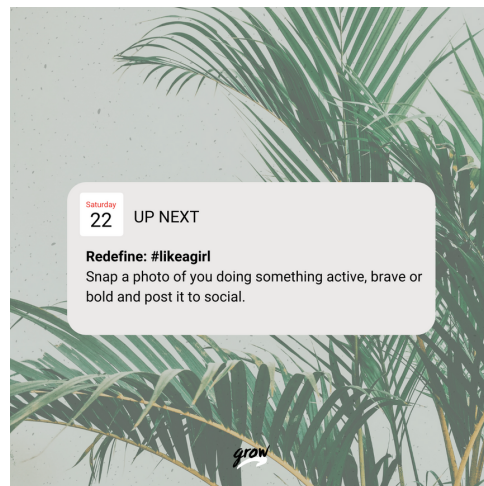 Saturday
22
UP NEXT
Redefine: #likeagirl
Snap a photo of you doing something active, brave or
bold and post it to social.
grow